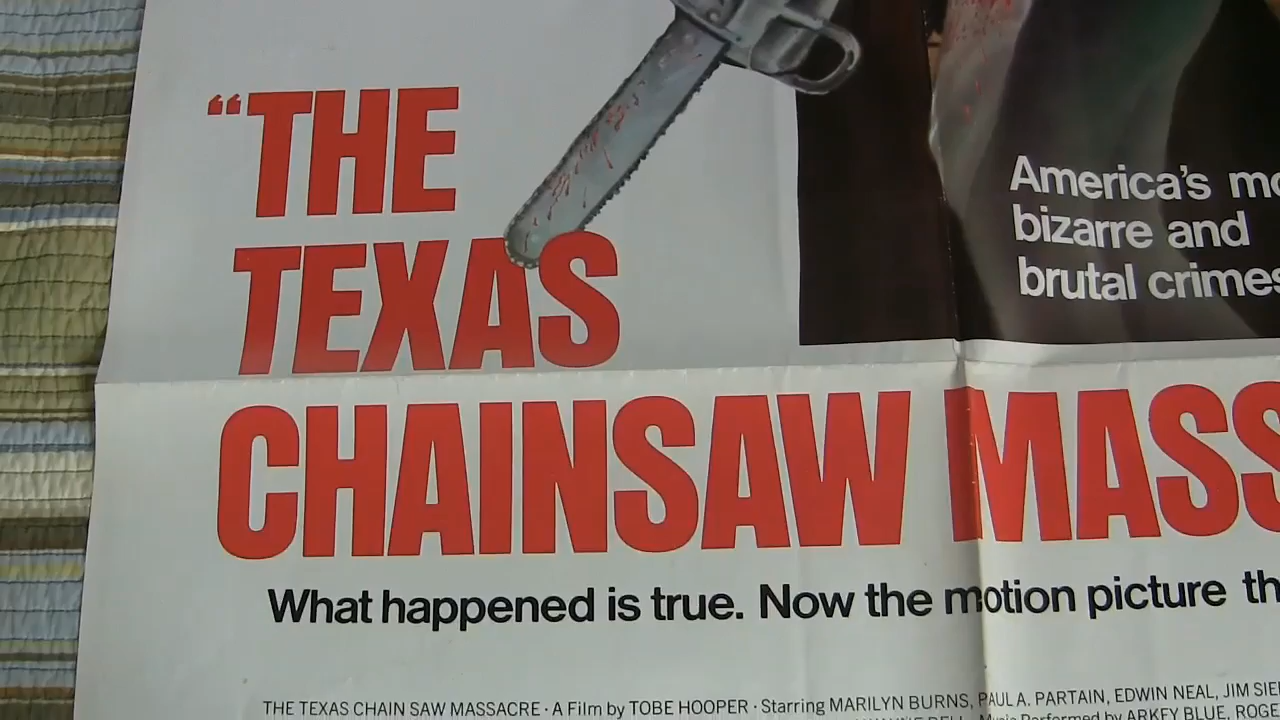 “THE
TEXAS
CHAINSAW MASS
America’s mo
bizarre and
brutal crimes
What happened is true. Now the motion picture th
THE TEXAS CHAIN SAW MASSACRE · A Film by TOBE HOOPER · Starring MARILYN BURNS, PAUL A. PARTAIN, EDWIN NEAL, JIM SIE
Music Performed by ARKEY BLUE, ROGE